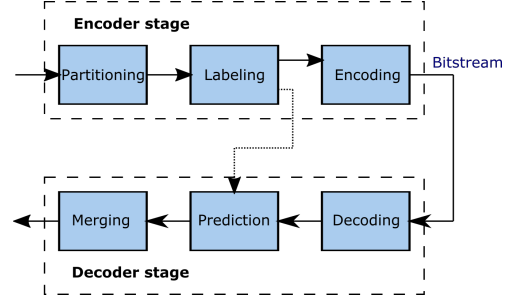 Encoder stage
Partitioning
Labeling
Encoding
Bitstream
Merging
Prediction
Decoding
Decoder stage